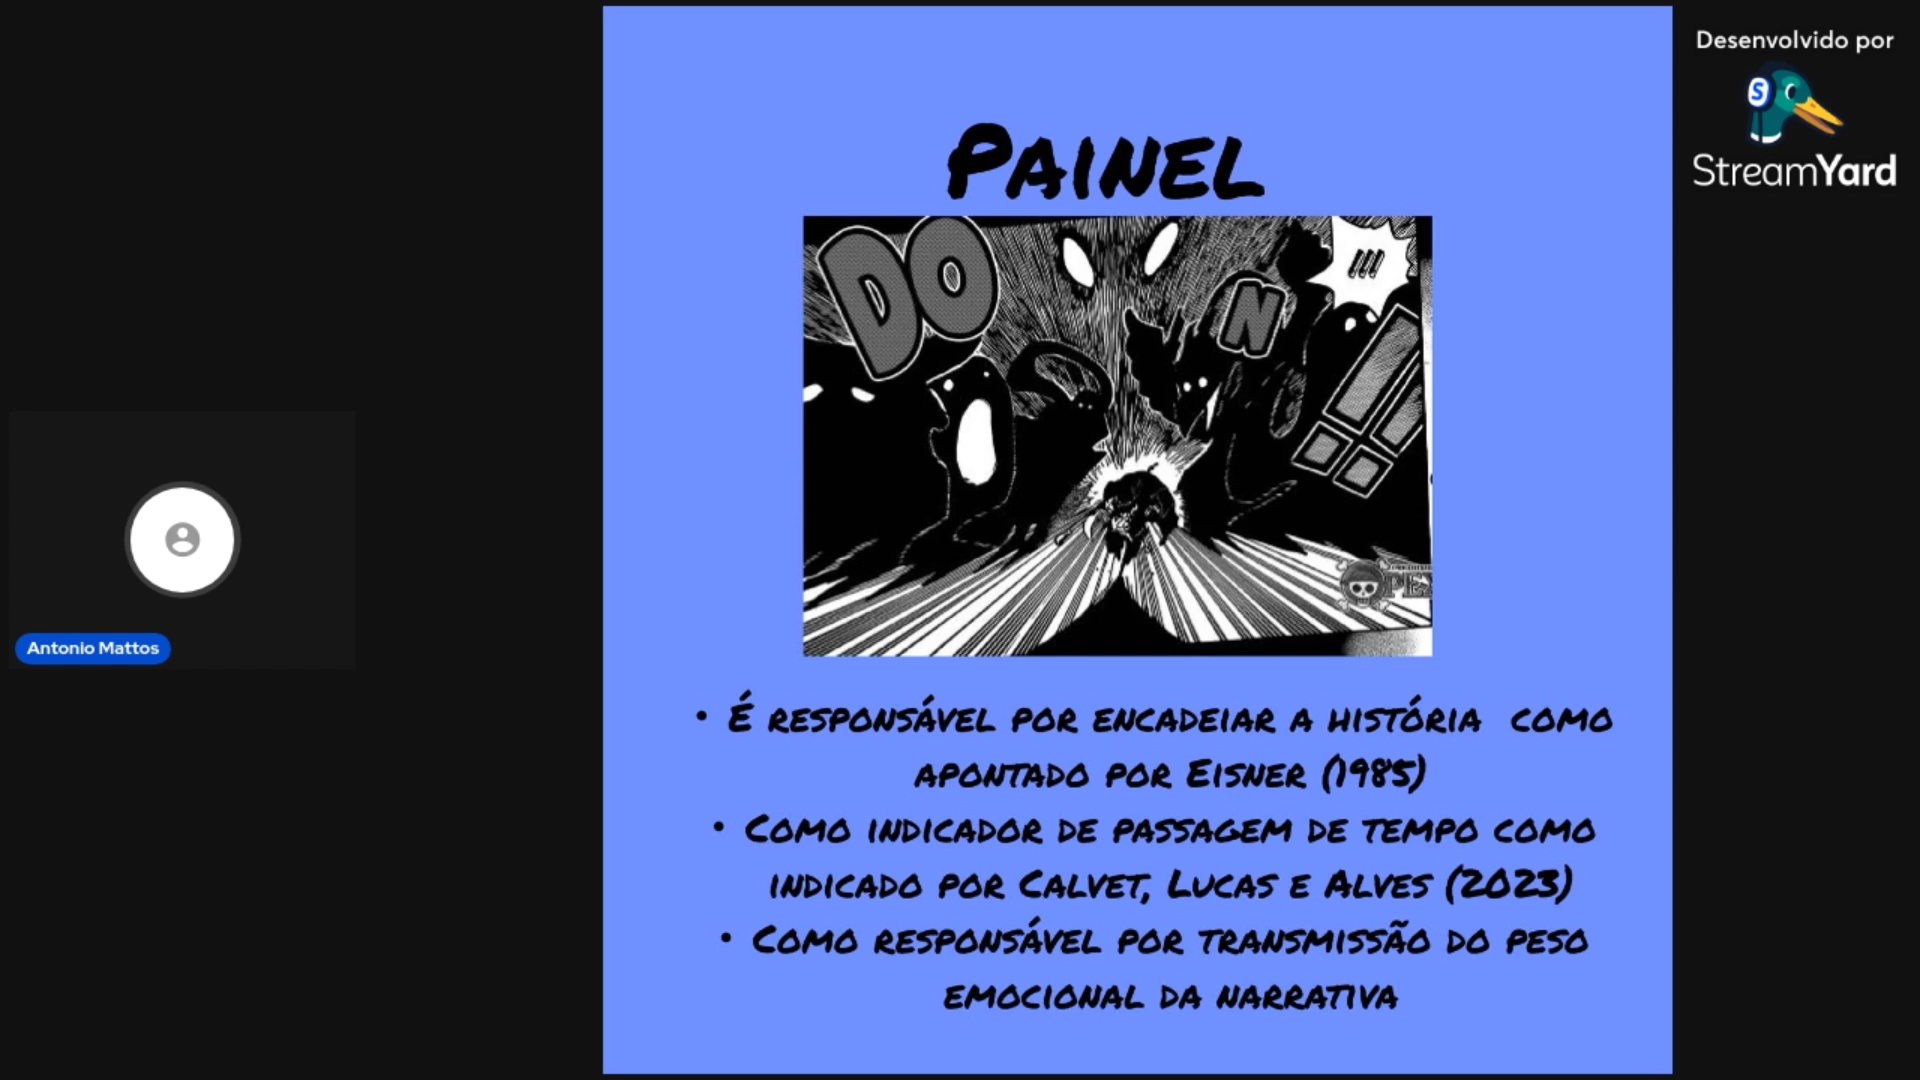 Desenvolvido por
StreamYard
PAINEL
DO
N
!!!
!!
Antonio Mattos
• É RESPONSÁVEL POR ENCADEIAR A HISTÓRIA COMO
APONTADO POR EISNER (1985)
• COMO INDICADOR DE PASSAGEM DE TEMPO COMO
INDICADO POR CALVET, LUCAS E ALVES (2023)
• COMO RESPONSÁVEL POR TRANSMISSÃO DO PESO
EMOCIONAL DA NARRATIVA